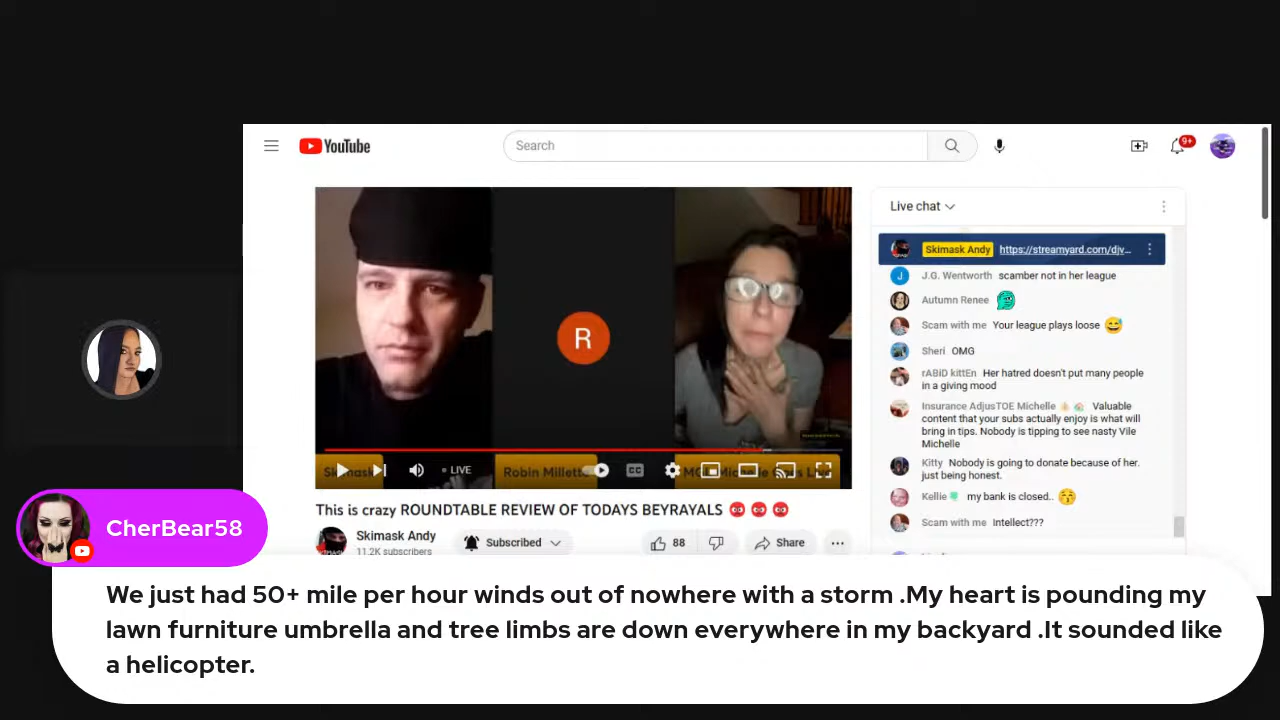 YouTube
Search
9+
Live chat
Skimask Andy https://streamyard.com/djv...
J.G. Wentworth scamber not in her league
Autumn Renee
Scam with me Your league plays loose
Sheri OMG
rABiD kittEn Her hatred doesn't put many people
in a giving mood
Insurance AdjusTOE Michelle Valuable
content that your subs actually enjoy is what will
bring in tips. Nobody is tipping to see nasty Vile
Michelle
Kitty Nobody is going to donate because of her.
just being honest.
Kellie my bank is closed..
Scam with me Intellect???
R
LIVE
CC
Robin Millett
This is crazy ROUNDTABLE REVIEW OF TODAYS BEYRAYALS
Skimask Andy
11.2K subscribers
Subscribed
88
Share
CherBear58
We just had 50+ mile per hour winds out of nowhere with a storm .My heart is pounding my
lawn furniture umbrella and tree limbs are down everywhere in my backyard .It sounded like
a helicopter.